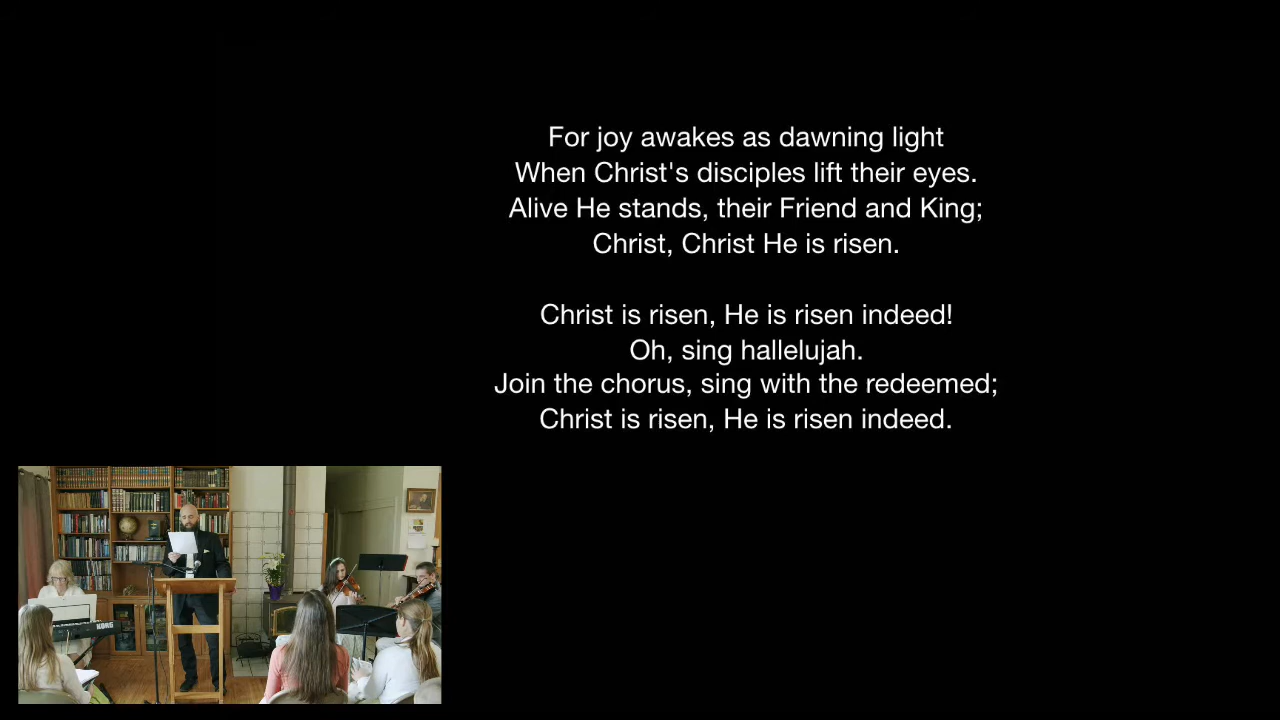 For joy awakes as dawning light
When Christ's disciples lift their eyes.
Alive He stands, their Friend and King;
Christ, Christ He is risen.
Christ is risen, He is risen indeed!
Oh, sing hallelujah.
Join the chorus, sing with the redeemed;
Christ is risen, He is risen indeed.
KORG